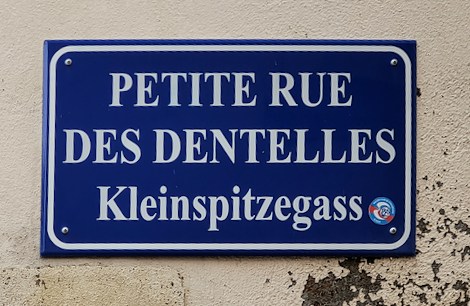 PETITE RUE
DES DENTELLES
Kleinspitzegass